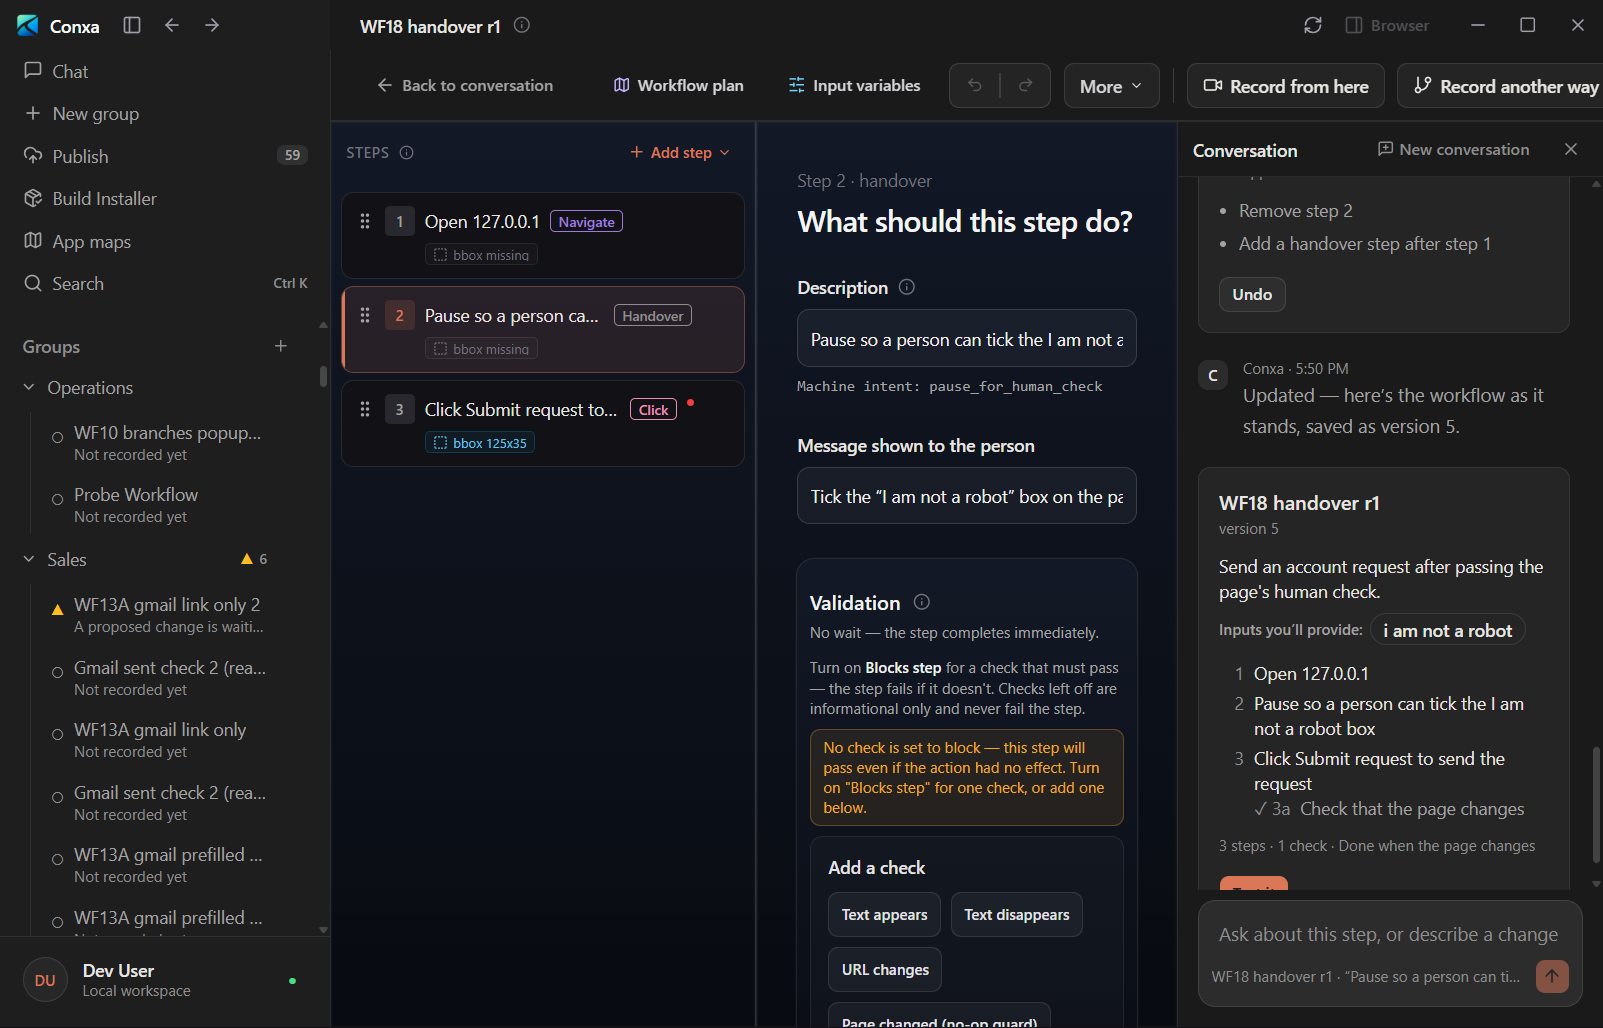 Conxa
WF18 handover r1
Browser
Chat
New group
Publish
59
Build Installer
App maps
Search
Ctrl K
Groups
Operations
WF10 branches popup...
Not recorded yet
Probe Workflow
Not recorded yet
Sales
6
WF13A gmail link only 2
A proposed change is waiti...
Gmail sent check 2 (rea...
Not recorded yet
WF13A gmail link only
Not recorded yet
Gmail sent check 2 (rea...
Not recorded yet
WF13A gmail prefilled ...
Not recorded yet
WF13A gmail prefilled ...
DU
Dev User
Local workspace
Back to conversation
Workflow plan
Input variables
More
Record from here
Record another way
STEPS
Add step
1
Open 127.0.0.1
Navigate
bbox missing
2
Pause so a person ca...
Handover
bbox missing
3
Click Submit request to...
Click
bbox 125x35
Step 2 · handover
What should this step do?
Description
Pause so a person can tick the I am not a
Machine intent: pause_for_human_check
Message shown to the person
Tick the “I am not a robot” box on the pa
Validation
No wait — the step completes immediately.
Turn on Blocks step for a check that must pass
— the step fails if it doesn't. Checks left off are
informational only and never fail the step.
No check is set to block — this step will
pass even if the action had no effect. Turn
on "Blocks step" for one check, or add one
below.
Add a check
Text appears
Text disappears
URL changes
Page changed (no-op guard)
Conversation
New conversation
Remove step 2
Add a handover step after step 1
Undo
C
Conxa · 5:50 PM
Updated — here’s the workflow as it
stands, saved as version 5.
WF18 handover r1
version 5
Send an account request after passing the
page's human check.
Inputs you’ll provide:
i am not a robot
1 Open 127.0.0.1
2 Pause so a person can tick the I am
not a robot box
3 Click Submit request to send the
request
✓ 3a Check that the page changes
3 steps · 1 check · Done when the page changes
Ask about this step, or describe a change
WF18 handover r1 · “Pause so a person can ti...